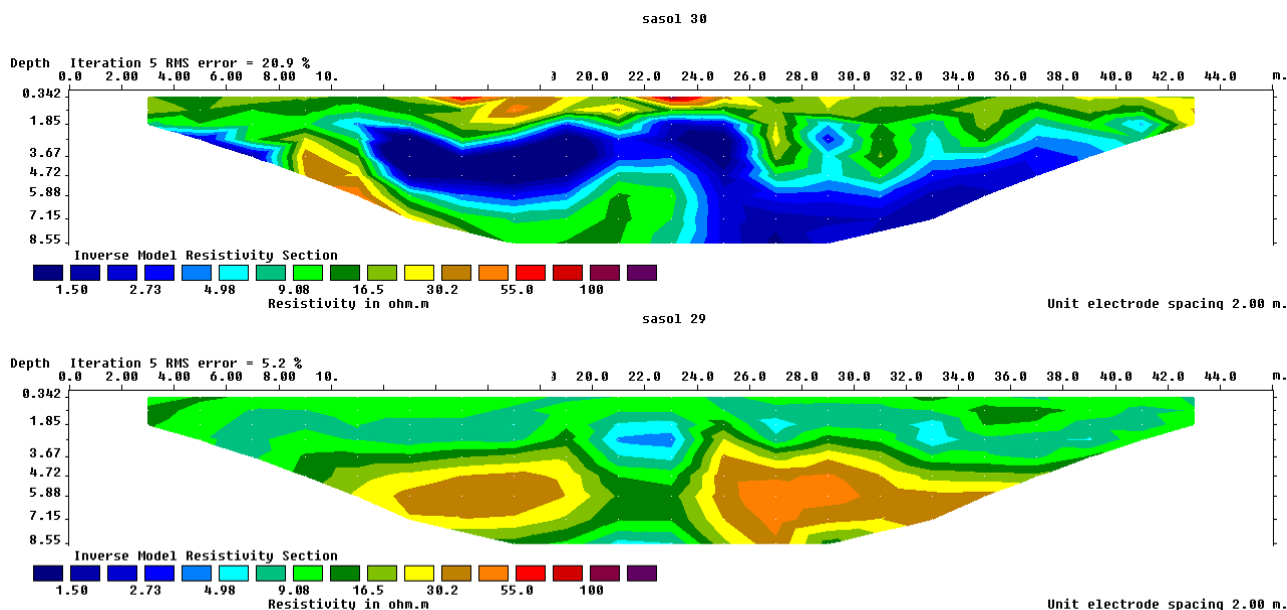 sasol 30
Depth Iteration 5 RMS error = 20.9 %
0.0 2.00 4.00 6.00 8.00 10. 20.0 22.0 24.0 26.0 28.0 30.0 32.0 34.0 36.0 38.0 40.0 42.0 44.0 m.
0.342
1.85
3.67
4.72
5.88
7.15
8.55
Inverse Model Resistivity Section
1.50 2.73 4.98 9.08 16.5 30.2 55.0 100
Resistivity in ohm.m Unit electrode spacing 2.00 m.
sasol 29
Depth Iteration 5 RMS error = 5.2 %
0.0 2.00 4.00 6.00 8.00 10. 20.0 22.0 24.0 26.0 28.0 30.0 32.0 34.0 36.0 38.0 40.0 42.0 44.0 m.
0.342
1.85
3.67
4.72
5.88
7.15
8.55
Inverse Model Resistivity Section
1.50 2.73 4.98 9.08 16.5 30.2 55.0 100
Resistivity in ohm.m Unit electrode spacing 2.00 m.